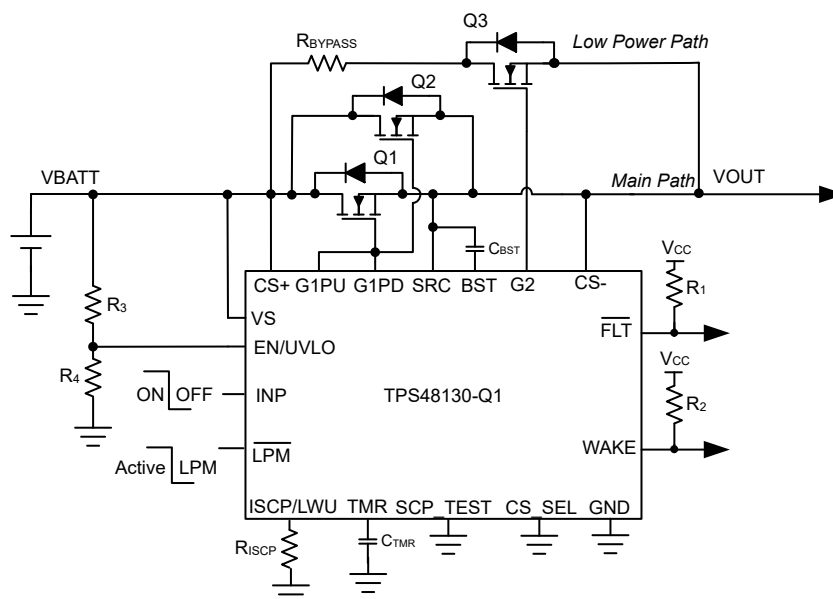 Q3
RBYPASS
Low Power Path
Q2
Q1
VBATT
Main Path
VOUT
CBST
VCC
CS+ G1PU G1PD SRC BST G2 CS-
R1
R3
VS
FLT
EN/UVLO
VCC
R4
ON OFF
INP
TPS48130-Q1
R2
Active LPM
LPM
WAKE
ISCP/LWU TMR SCP_TEST CS_SEL GND
RISCP
CTMR